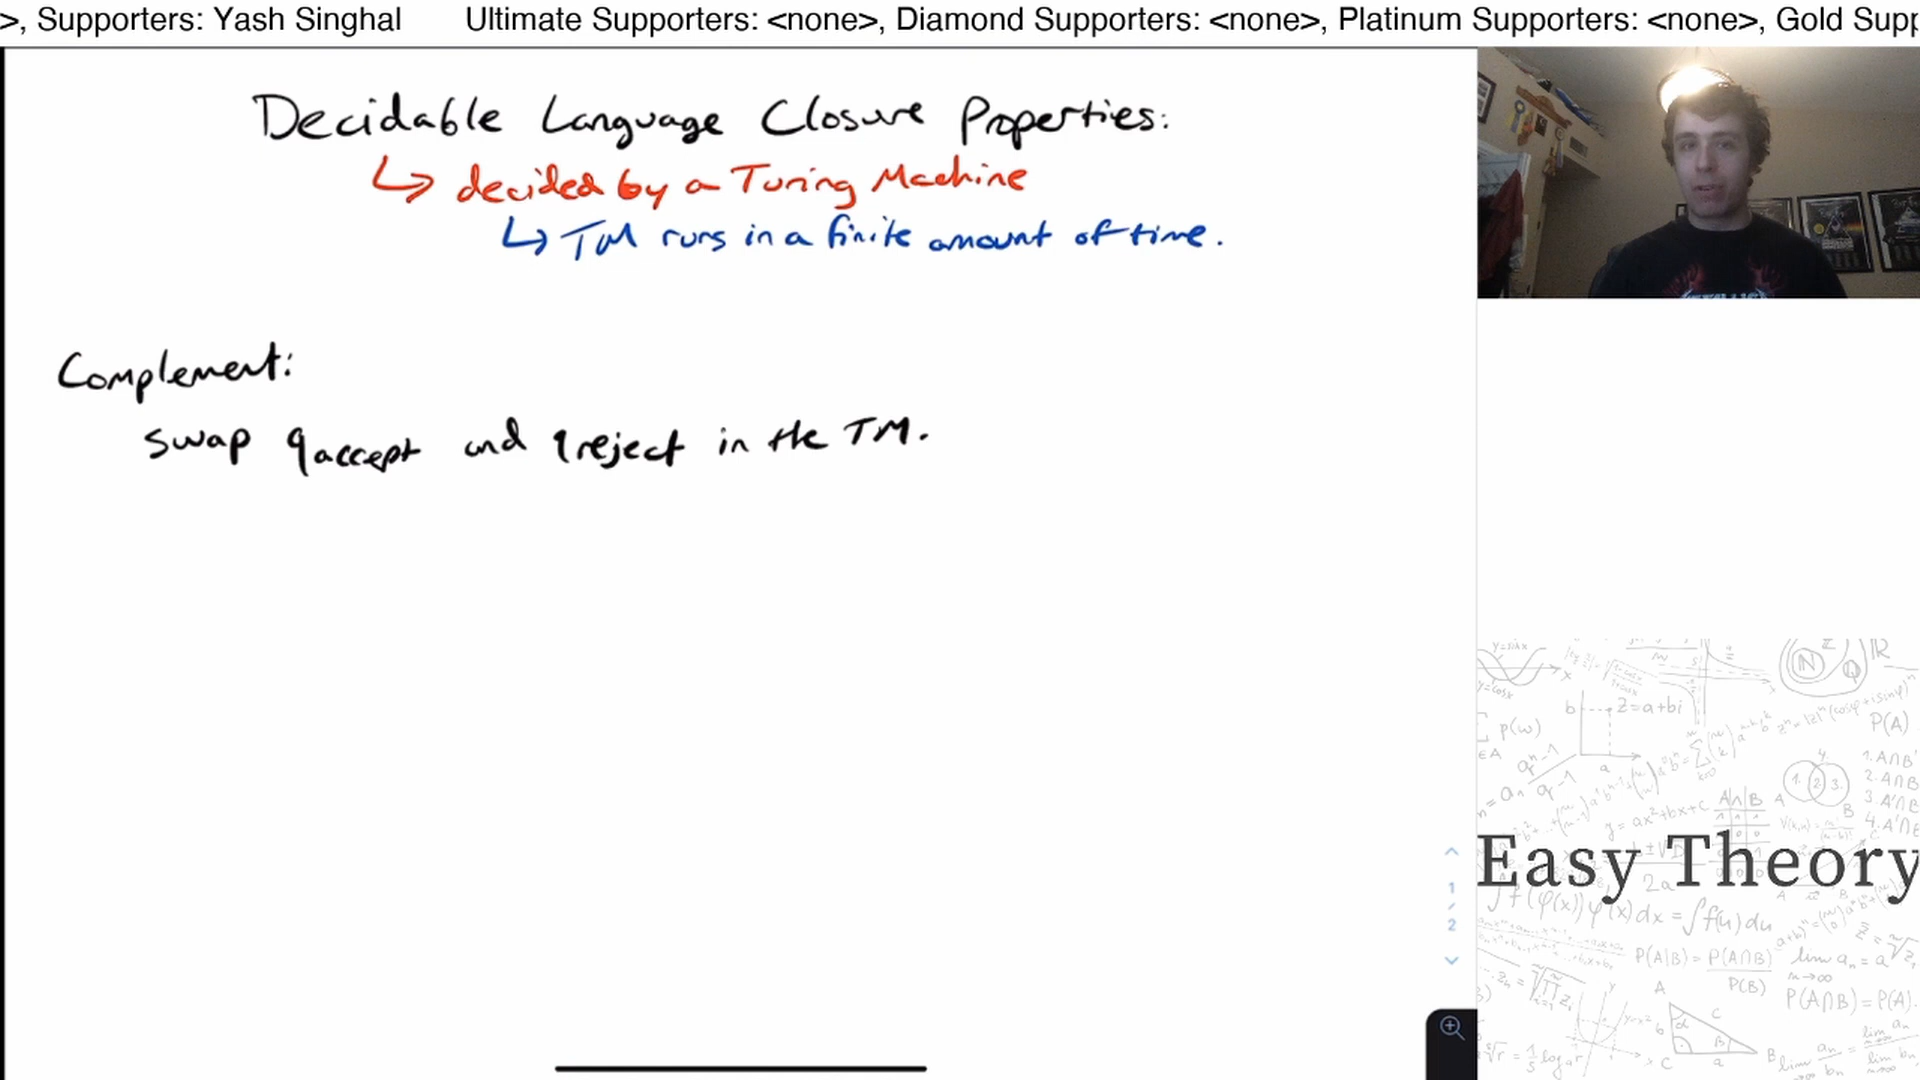 >, Supporters: Yash Singhal Ultimate Supporters: <none>, Diamond Supporters: <none>, Platinum Supporters: <none>, Gold Supp
Decidable Language Closure Properties:
↳ decided by a Turing Machine
↳ TM runs in a finite amount of time.
Complement:
swap qaccept and qreject in the TM.
1
2
Easy Theory